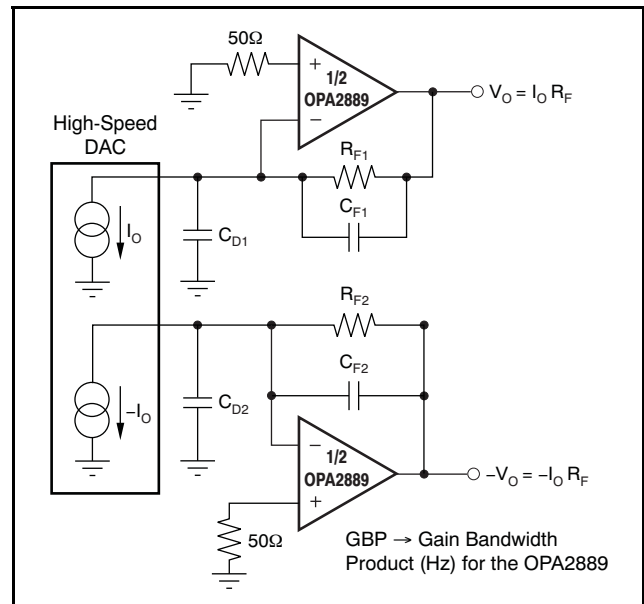 50Ω
+
1/2
OPA2889
−
V_O = I_O R_F
High-Speed
DAC
R_F1
C_F1
I_O
C_D1
R_F2
C_F2
−I_O
C_D2
−
1/2
OPA2889
+
−V_O = −I_O R_F
50Ω
GBP → Gain Bandwidth
Product (Hz) for the OPA2889